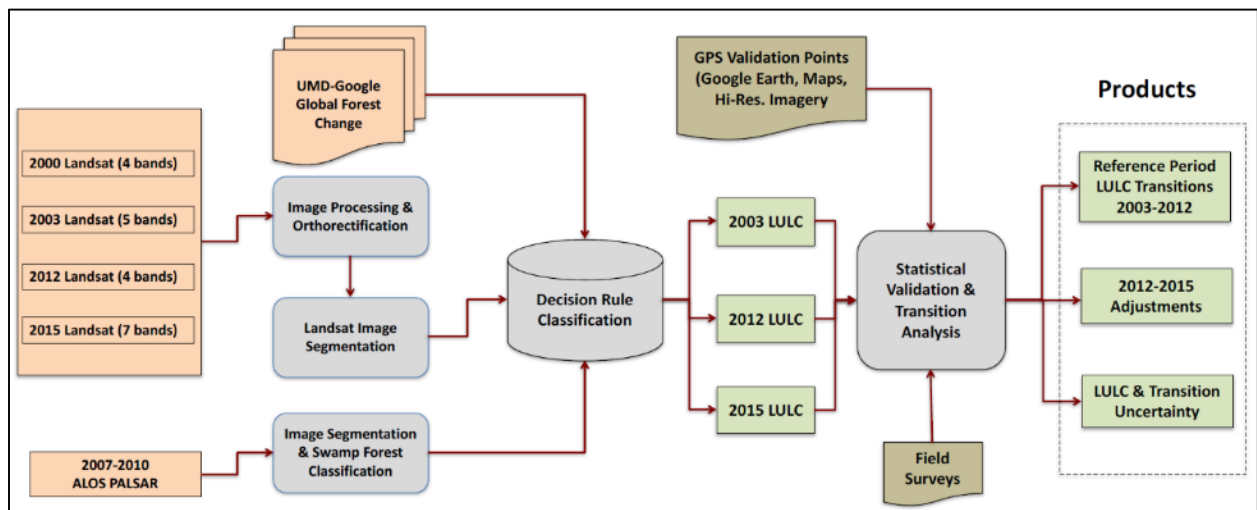 UMD-Google
Global Forest
Change
GPS Validation Points
(Google Earth, Maps,
Hi-Res. Imagery
Products
2000 Landsat (4 bands)
2003 Landsat (5 bands)
2012 Landsat (4 bands)
2015 Landsat (7 bands)
Image Processing &
Orthorectification
Landsat Image
Segmentation
Decision Rule
Classification
2003 LULC
2012 LULC
2015 LULC
Statistical
Validation &
Transition
Analysis
Reference Period
LULC Transitions
2003-2012
2012-2015
Adjustments
LULC & Transition
Uncertainty
2007-2010
ALOS PALSAR
Image Segmentation
& Swamp Forest
Classification
Field
Surveys